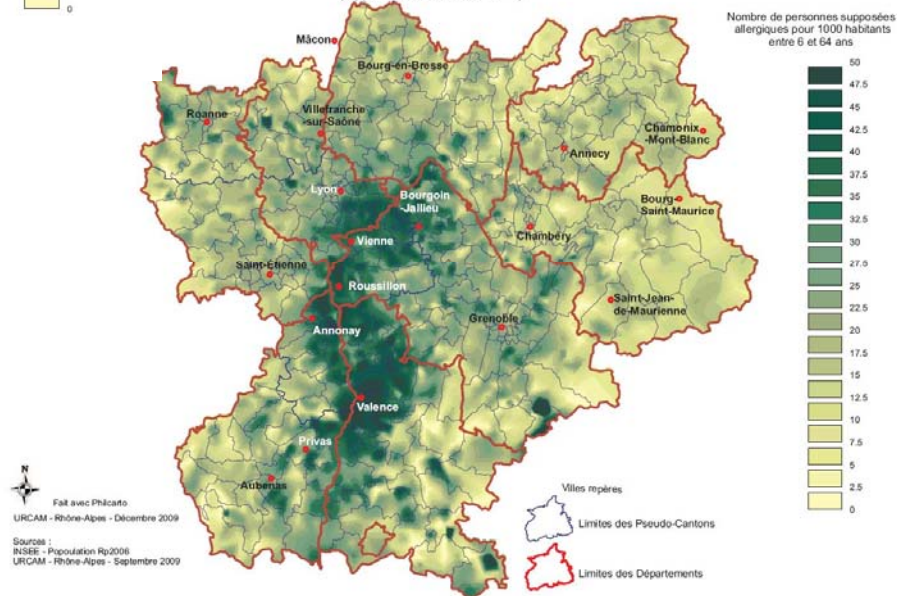 0
Mâcon
Bourg-en-Bresse
Roanne
Villefranche
-sur-Saône
Chamonix
-Mont-Blanc
Annecy
Lyon
Bourgoin
-Jallieu
Bourg-
Saint-Maurice
Vienne
Chambéry
Saint-Étienne
Roussillon
Saint-Jean-
de-Maurienne
Grenoble
Annonay
Valence
Privas
Aubenas
Nombre de personnes supposées
allergiques pour 1000 habitants
entre 6 et 64 ans
50
47.5
45
42.5
40
37.5
35
32.5
30
27.5
25
22.5
20
17.5
15
12.5
10
7.5
5
2.5
0
N
Fait avec Philcarto
URCAM - Rhône-Alpes - Décembre 2009
Sources :
INSEE - Popoulation Rp2006
URCAM - Rhône-Alpes - Septembre 2009
Villes repères
Limites des Pseudo-Cantons
Limites des Départements